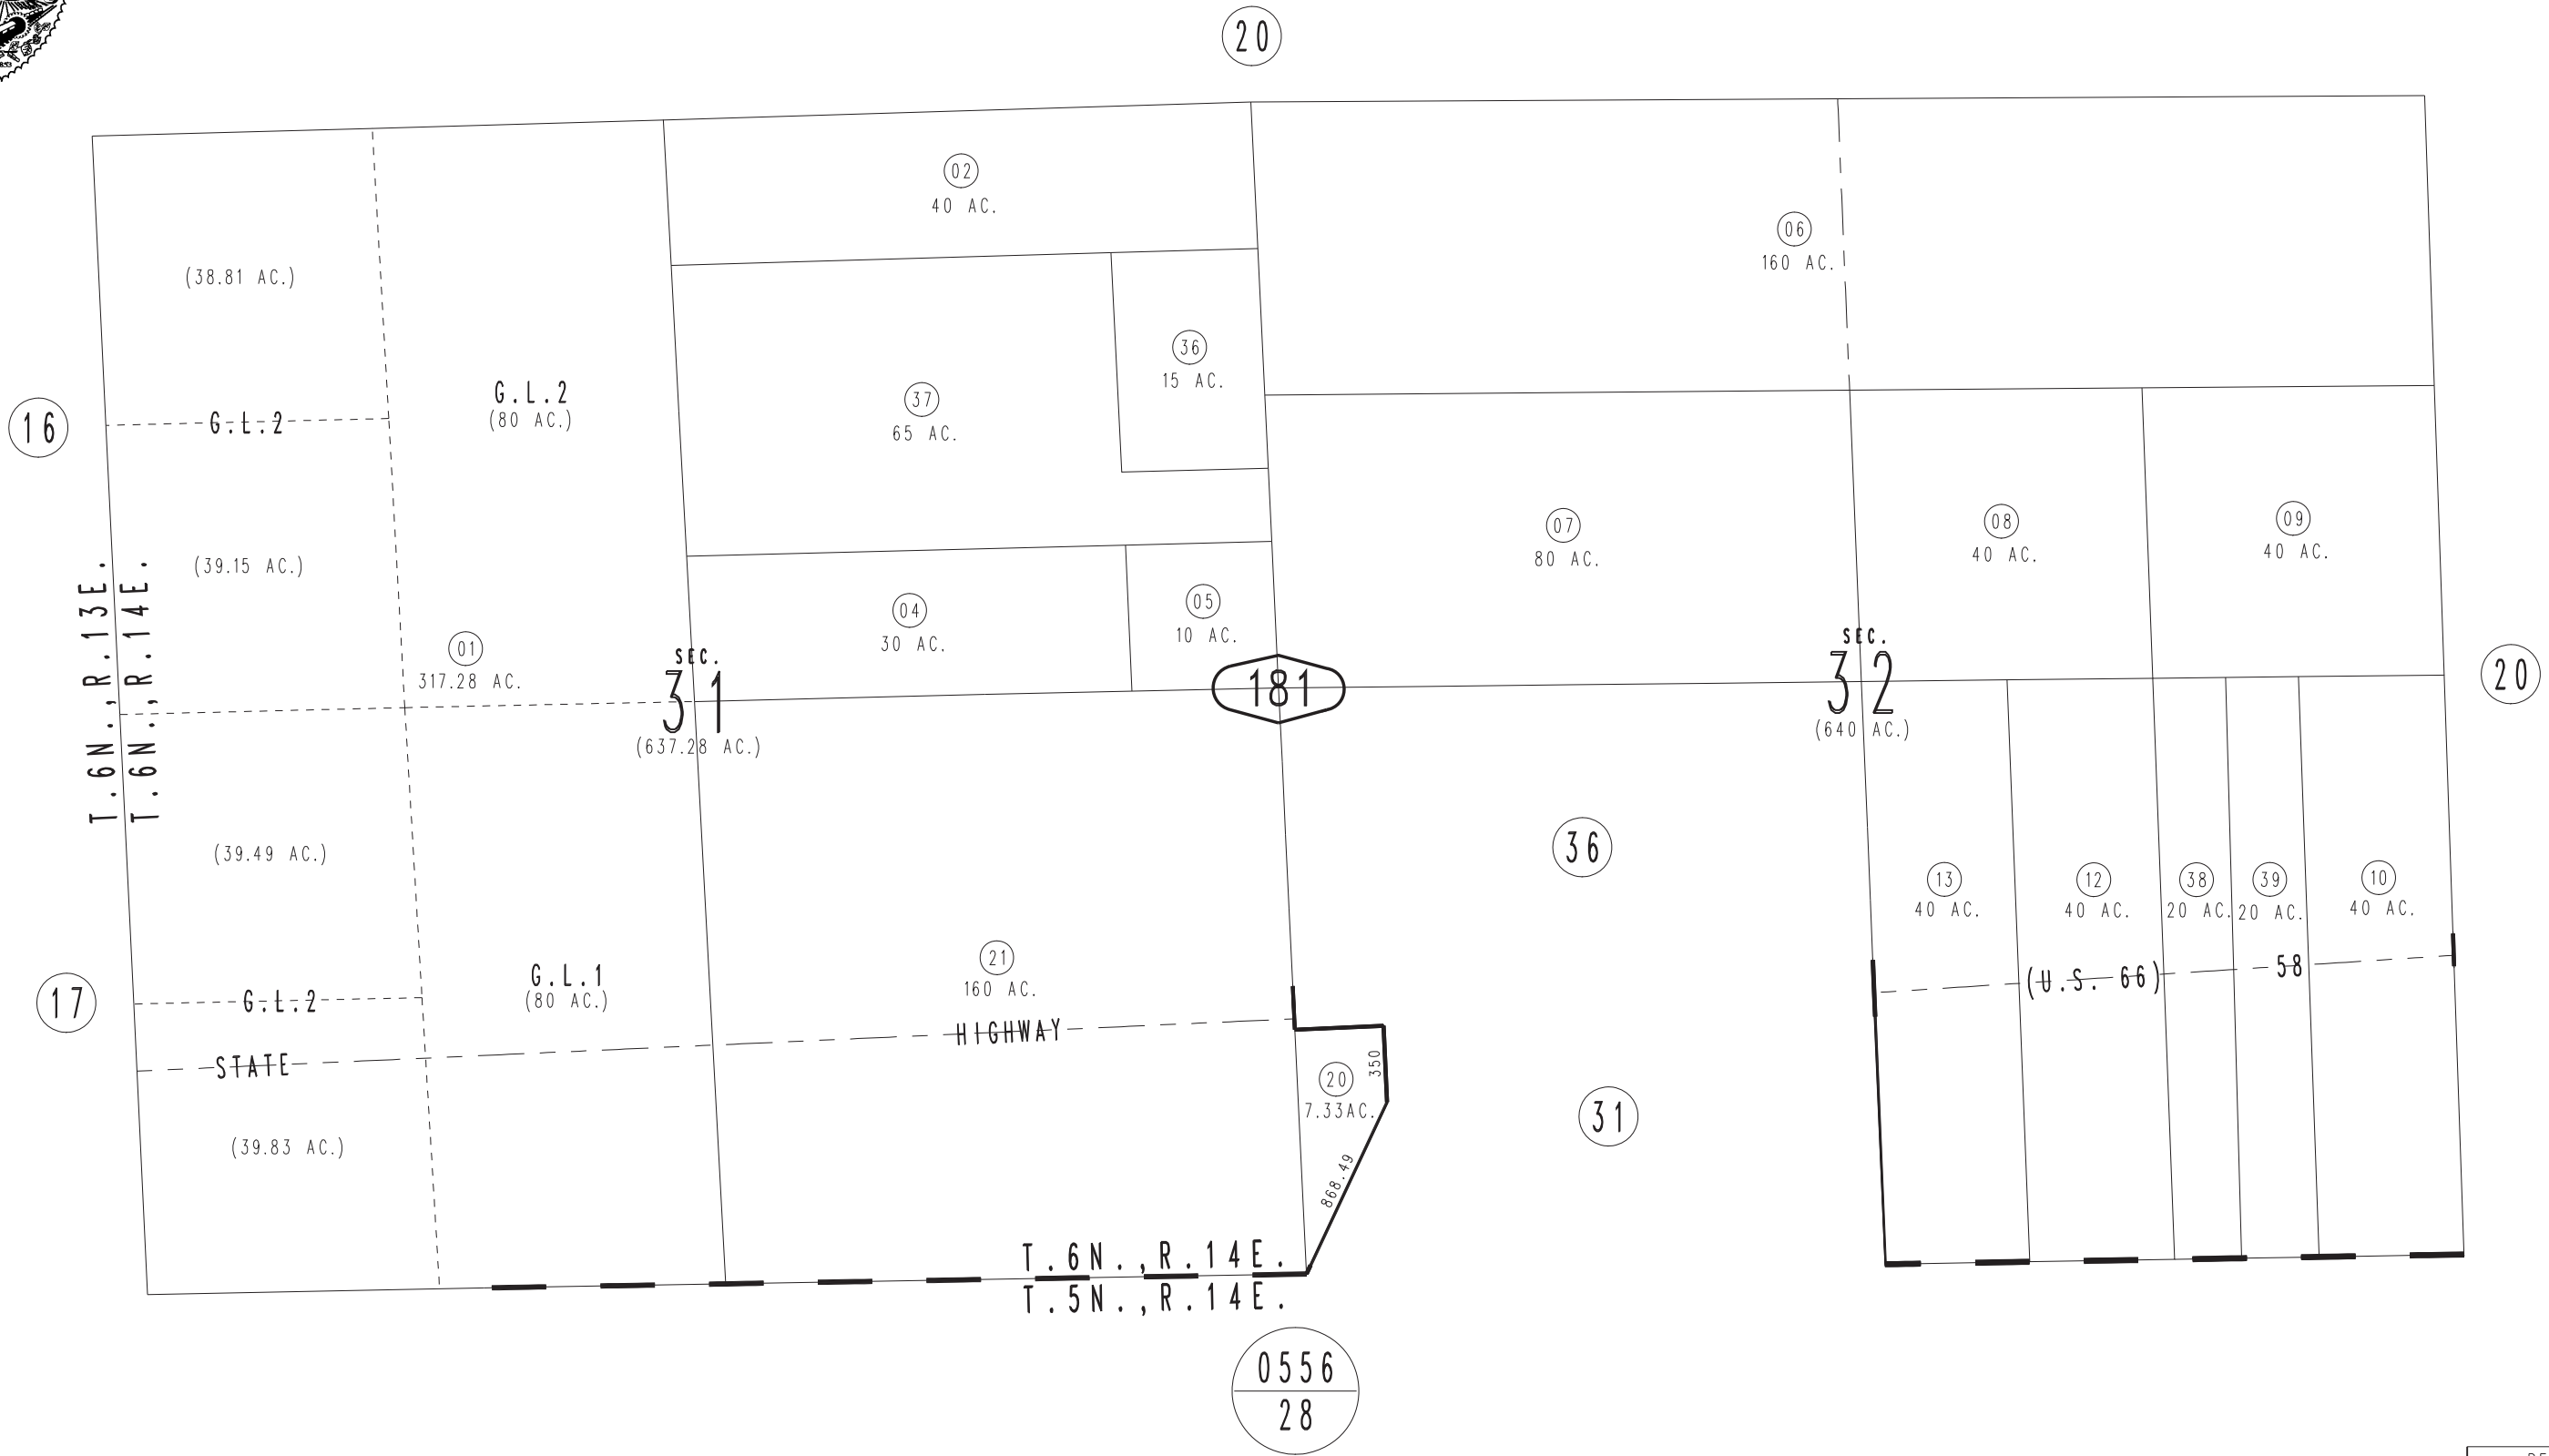 20
02
40 AC.
06
160 AC.
(38.81 AC.)
36
15 AC.
G.L.2
(80 AC.)
37
65 AC.
16
G.L.2
07
80 AC.
08
40 AC.
09
40 AC.
(39.15 AC.)
T.6N.,R.13E.
T.6N.,R.14E.
04
30 AC.
05
10 AC.
01
317.28 AC.
SEC.
31
(637.28 AC.)
181
SEC.
32
(640 AC.)
20
(39.49 AC.)
36
13
40 AC.
12
40 AC.
38
20 AC.
39
20 AC.
10
40 AC.
17
G.L.2
G.L.1
(80 AC.)
21
160 AC.
(U.S. 66)
58
STATE
HIGHWAY
20
7.33AC.
350
868.49
31
(39.83 AC.)
T.6N.,R.14E.
T.5N.,R.14E.
0556
28